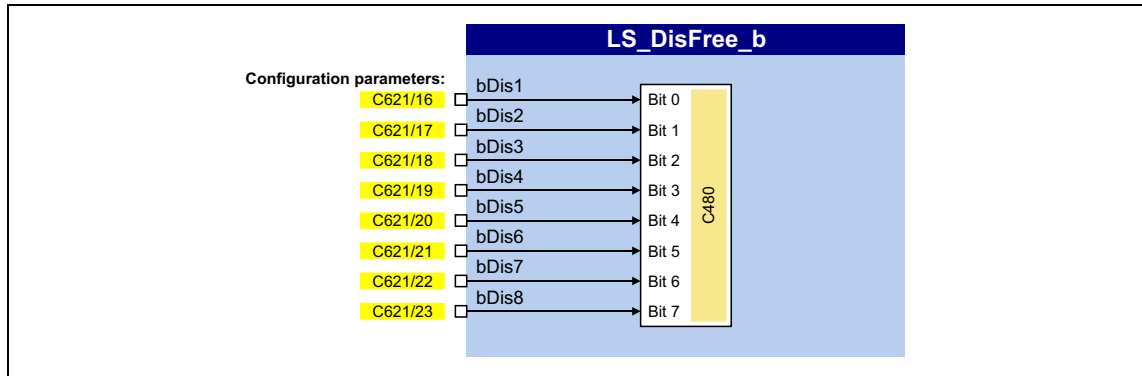 LS_DisFree_b
Configuration parameters:
bDis1
C621/16
Bit 0
bDis2
C621/17
Bit 1
bDis3
C621/18
Bit 2
bDis4
C621/19
Bit 3
bDis5
C621/20
Bit 4
bDis6
C621/21
Bit 5
bDis7
C621/22
Bit 6
bDis8
C621/23
Bit 7
C480